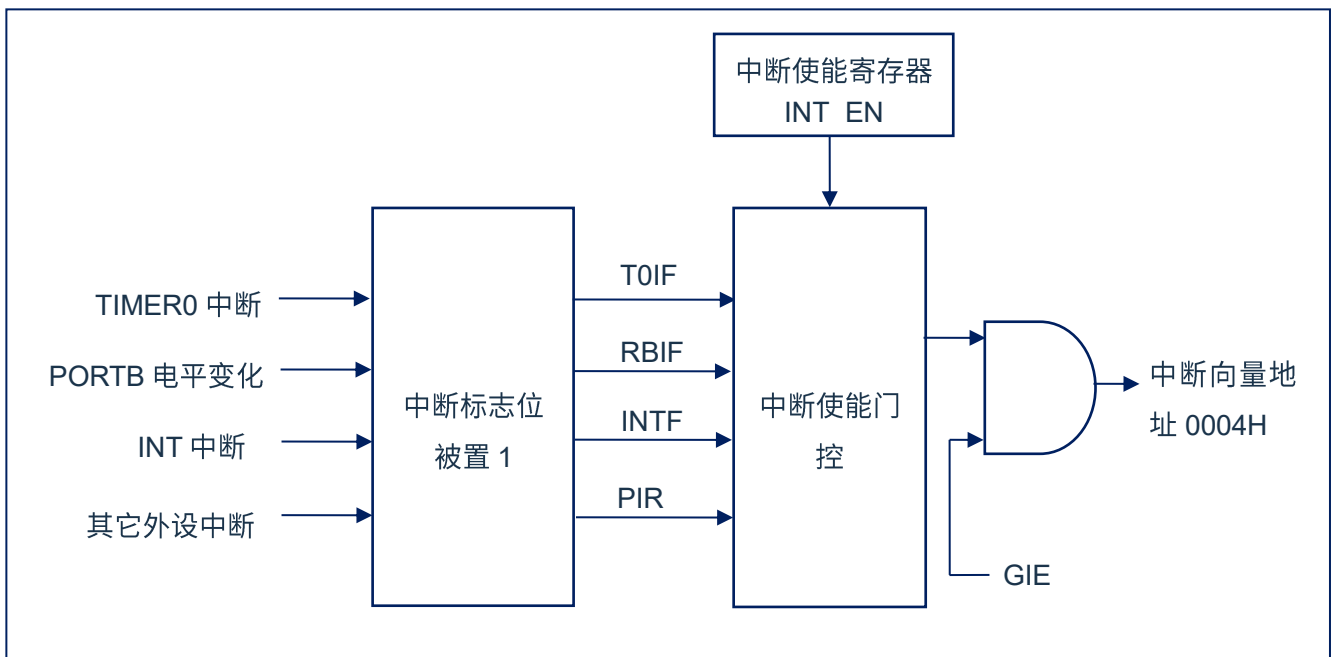 中断使能寄存器
INT EN
TIMER0 中断
PORTB 电平变化
INT 中断
其它外设中断
中断标志位
被置 1
T0IF
RBIF
INTF
PIR
中断使能门
控
GIE
中断向量地
址 0004H